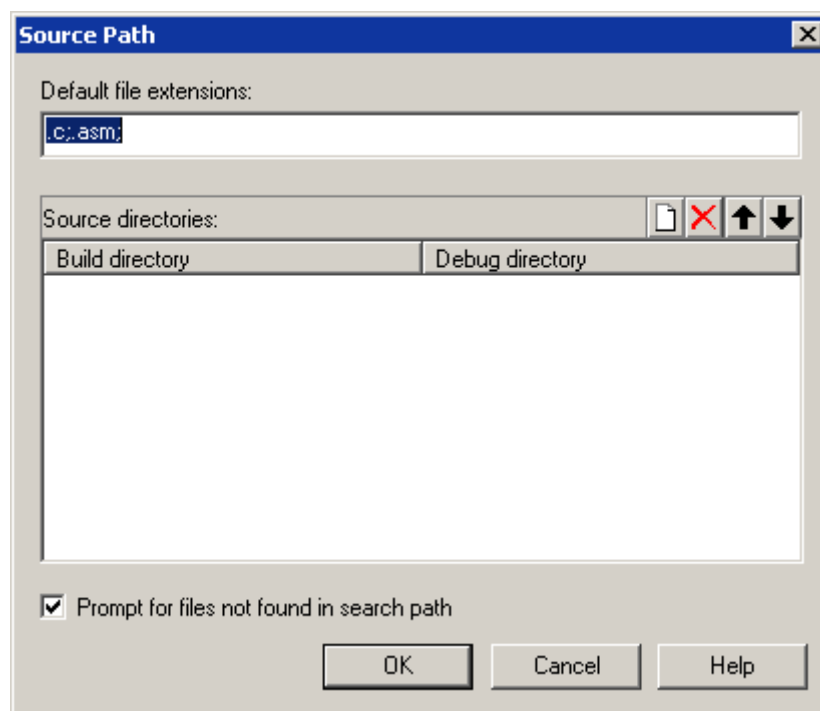 Source Path
Default file extensions:
.c;.asm;
Source directories:
Build directory Debug directory
Prompt for files not found in search path
OK Cancel Help